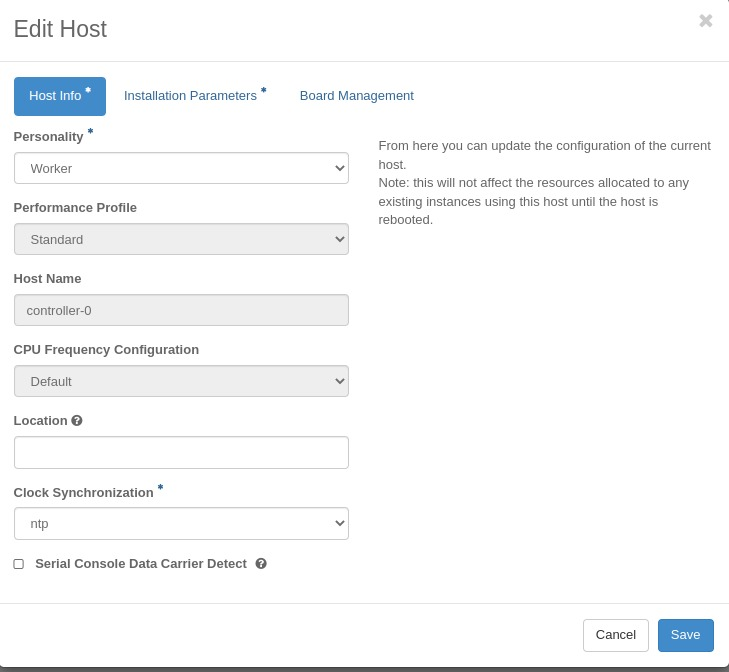 Edit Host
Host Info *
Installation Parameters *
Board Management
Personality *
Worker
Performance Profile
Standard
Host Name
controller-0
CPU Frequency Configuration
Default
Location
Clock Synchronization *
ntp
Serial Console Data Carrier Detect
From here you can update the configuration of the current
host.
Note: this will not affect the resources allocated to any
existing instances using this host until the host is
rebooted.
Cancel
Save